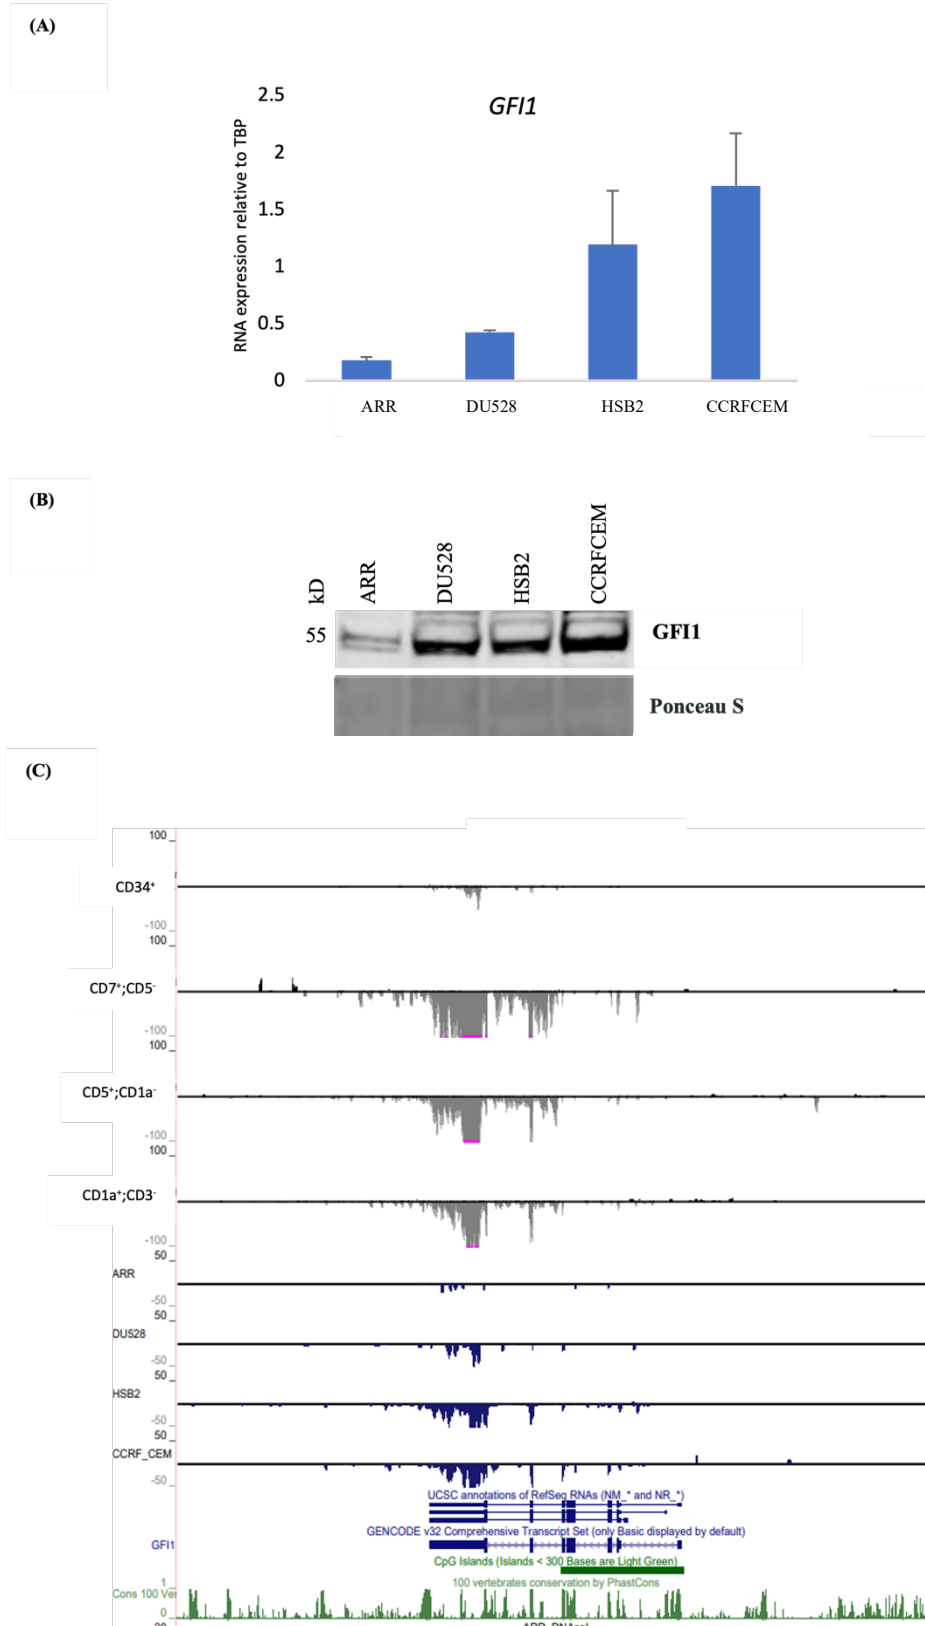 (A)
GFI1
RNA expression relative to TBP
2.5
2
1.5
1
0.5
0
ARR DU528 HSB2 CCRFCEM
(B)
kD ARR DU528 HSB2 CCRFCEM
55 GFI1
Ponceau S
(C)
100
CD34+
-100
100
CD7+;CD5-
-100
100
CD5+;CD1a-
-100
100
CD1a+;CD3-
-100
50
ARR
-50
50
DU528
-50
50
HSB2
-50
50
CCRF_CEM
-50
UCSC annotations of RefSeq RNAs (NM_* and NR_*)
GENCODE v32 Comprehensive Transcript Set (only Basic displayed by default)
GFI1
CpG Islands (Islands < 300 Bases are Light Green)
100 vertebrates conservation by PhastCons
1
Cons 100 Ve
0